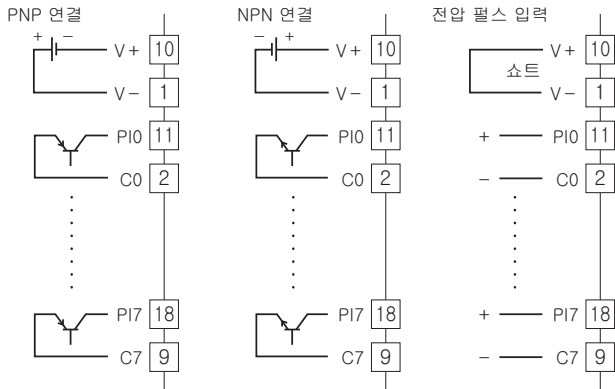 PNP 연결
+ −
V+ 10
V− 1
PI0 11
C0 2
PI7 18
C7 9
NPN 연결
− +
V+ 10
V− 1
PI0 11
C0 2
PI7 18
C7 9
전압 펄스 입력
V+ 10
쇼트
V− 1
+ PI0 11
− C0 2
+ PI7 18
− C7 9